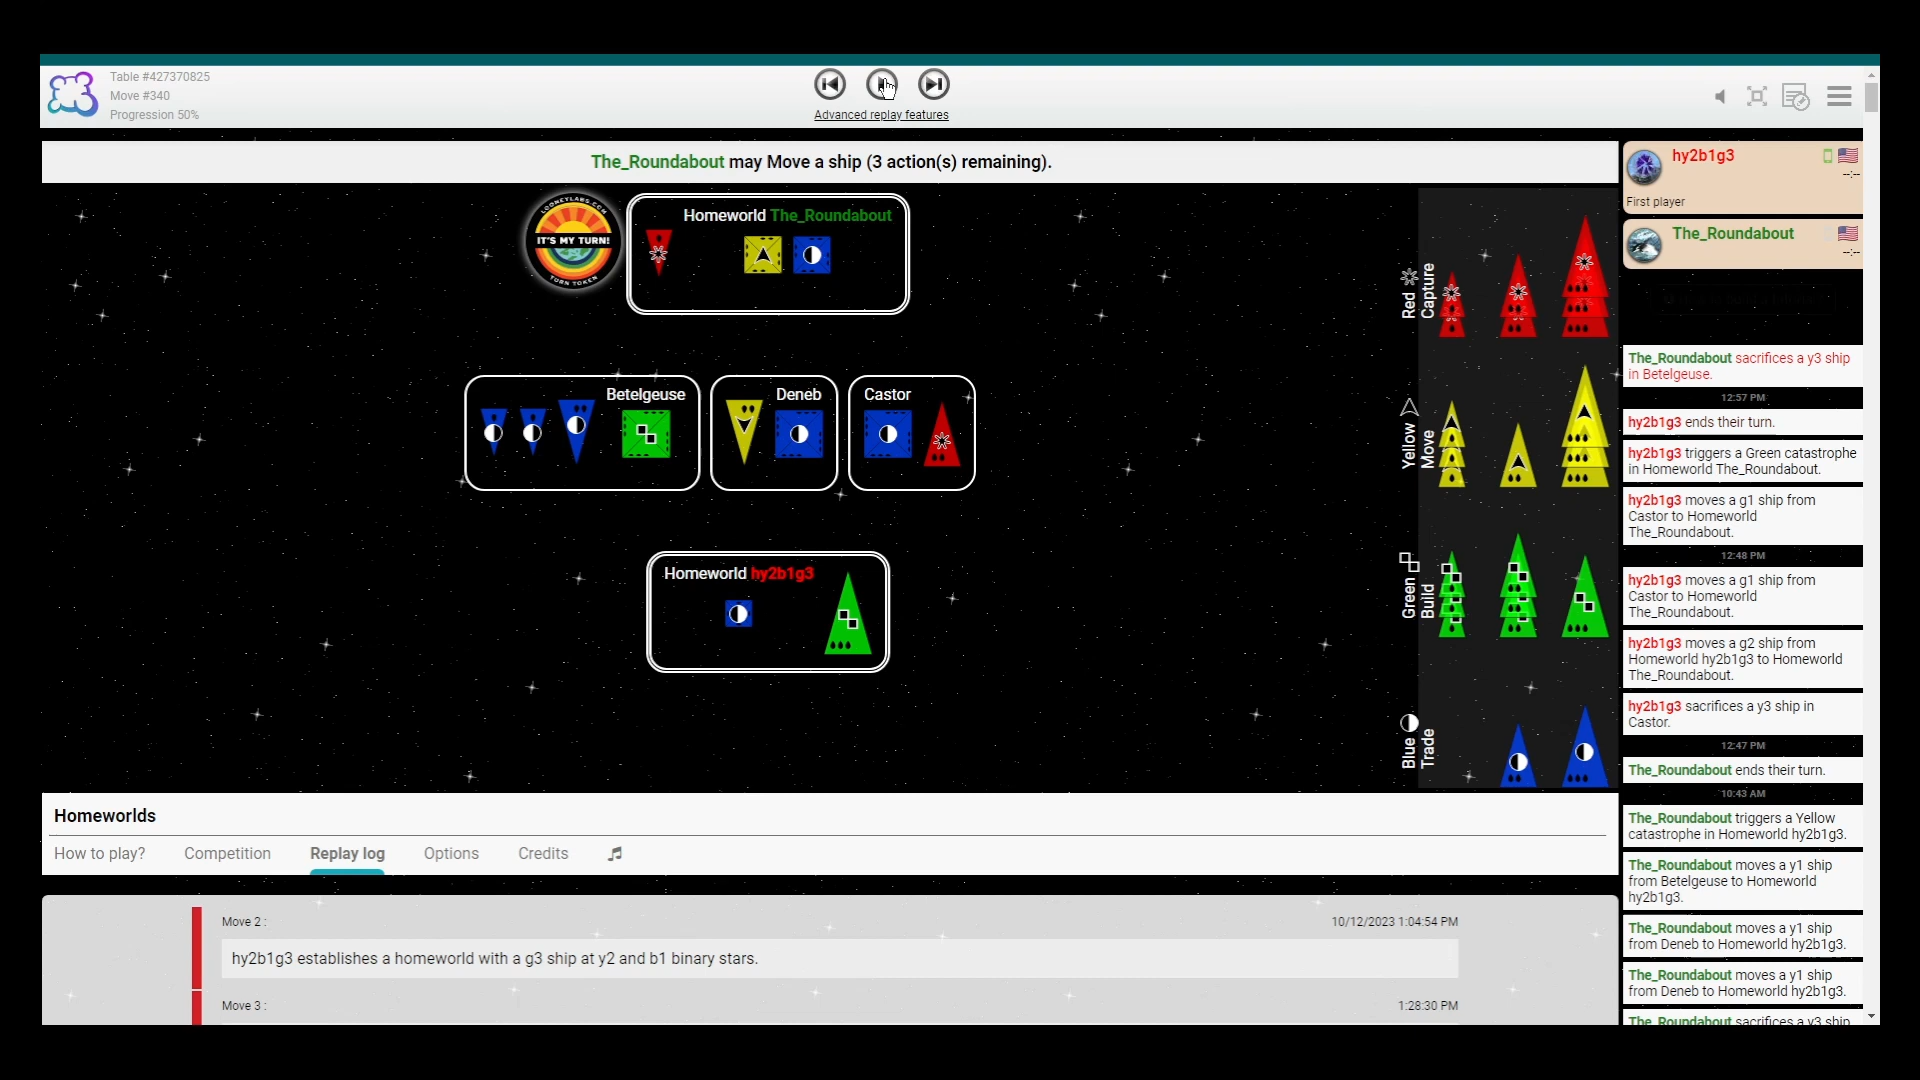 Table #427370825
Move #340
Progression 50%
Advanced replay features
The_Roundabout may Move a ship (3 action(s) remaining).
LOONEYLABS.COM
IT'S MY TURN!
TURN TOKEN
Homeworld The_Roundabout
Betelgeuse
Deneb
Castor
Homeworld hy2b1g3
Red
Capture
Yellow
Move
Green
Build
Blue
Trade
hy2b1g3
--:--
First player
The_Roundabout
--:--
The_Roundabout sacrifices a y3 ship
in Betelgeuse.
12:57 PM
hy2b1g3 ends their turn.
hy2b1g3 triggers a Green catastrophe
in Homeworld The_Roundabout.
hy2b1g3 moves a g1 ship from
Castor to Homeworld
The_Roundabout.
12:48 PM
hy2b1g3 moves a g1 ship from
Castor to Homeworld
The_Roundabout.
hy2b1g3 moves a g2 ship from
Homeworld hy2b1g3 to Homeworld
The_Roundabout.
hy2b1g3 sacrifices a y3 ship in
Castor.
12:47 PM
The_Roundabout ends their turn.
10:43 AM
The_Roundabout triggers a Yellow
catastrophe in Homeworld hy2b1g3.
The_Roundabout moves a y1 ship
from Betelgeuse to Homeworld
hy2b1g3.
The_Roundabout moves a y1 ship
from Deneb to Homeworld hy2b1g3.
The_Roundabout moves a y1 ship
from Deneb to Homeworld hy2b1g3.
The_Roundabout sacrifices a y3 ship
Homeworlds
How to play?
Competition
Replay log
Options
Credits
Move 2 :
10/12/2023 1:04:54 PM
hy2b1g3 establishes a homeworld with a g3 ship at y2 and b1 binary stars.
Move 3 :
1:28:30 PM